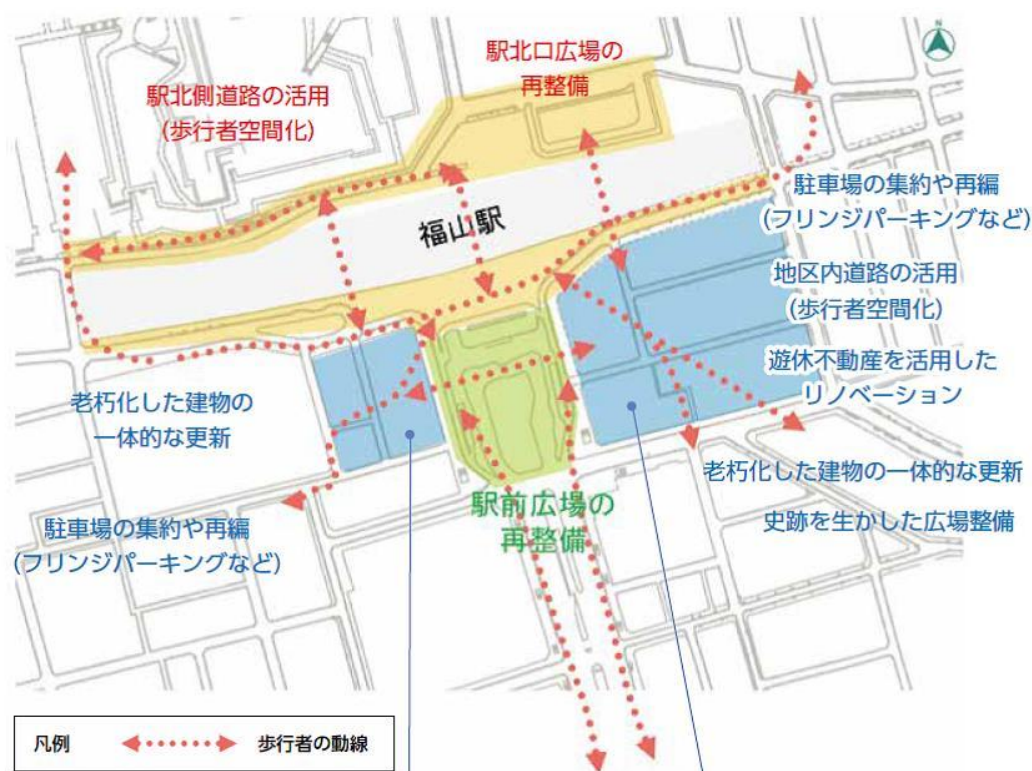 N
駅北口広場の
再整備
駅北側道路の活用
(歩行者空間化)
福山駅
駐車場の集約や再編
(フリンジパーキングなど)
地区内道路の活用
(歩行者空間化)
遊休不動産を活用した
リノベーション
老朽化した建物の
一体的な更新
老朽化した建物の一体的な更新
史跡を生かした広場整備
駅前広場の
再整備
駐車場の集約や再編
(フリンジパーキングなど)
凡例
歩行者の動線